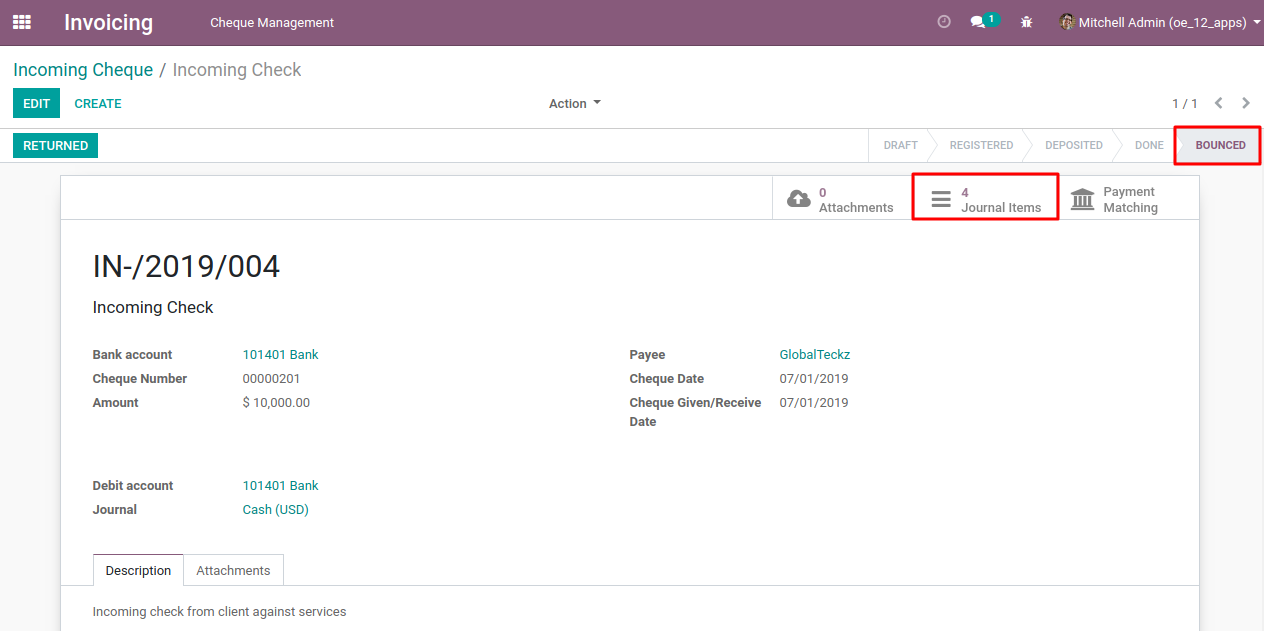 Invoicing Cheque Management 1 Mitchell Admin (oe_12_apps)
Incoming Cheque / Incoming Check
EDIT CREATE Action 1 / 1
RETURNED DRAFT REGISTERED DEPOSITED DONE BOUNCED
0 Attachments
4 Journal Items
Payment Matching
IN-/2019/004
Incoming Check
Bank account 101401 Bank
Cheque Number 00000201
Amount $ 10,000.00
Payee GlobalTeckz
Cheque Date 07/01/2019
Cheque Given/Receive 07/01/2019
Date
Debit account 101401 Bank
Journal Cash (USD)
Description Attachments
Incoming check from client against services